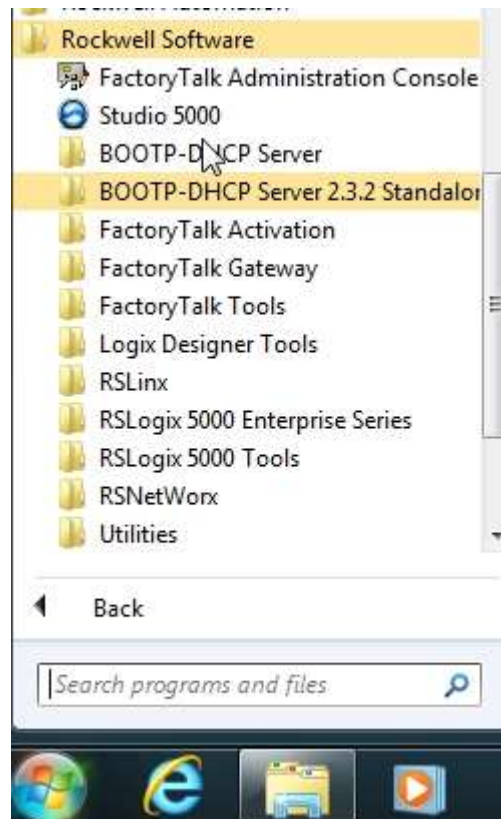 Rockwell Software
FactoryTalk Administration Console
Studio 5000
BOOTP-DHCP Server
BOOTP-DHCP Server 2.3.2 Standalon
FactoryTalk Activation
FactoryTalk Gateway
FactoryTalk Tools
Logix Designer Tools
RSLinx
RSLogix 5000 Enterprise Series
RSLogix 5000 Tools
RSNetWorx
Utilities
Back
Search programs and files